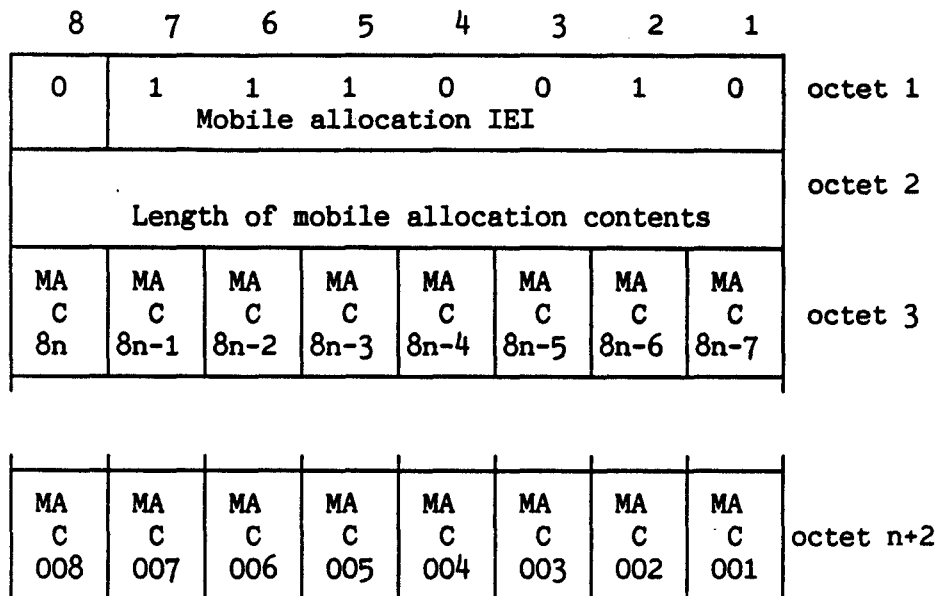 8 7 6 5 4 3 2 1
0 1 1 1 0 0 1 0 octet 1
Mobile allocation IEI
octet 2
Length of mobile allocation contents
MA MA MA MA MA MA MA MA
C C C C C C C C octet 3
8n 8n-1 8n-2 8n-3 8n-4 8n-5 8n-6 8n-7
MA MA MA MA MA MA MA MA
C C C C C C C C octet n+2
008 007 006 005 004 003 002 001